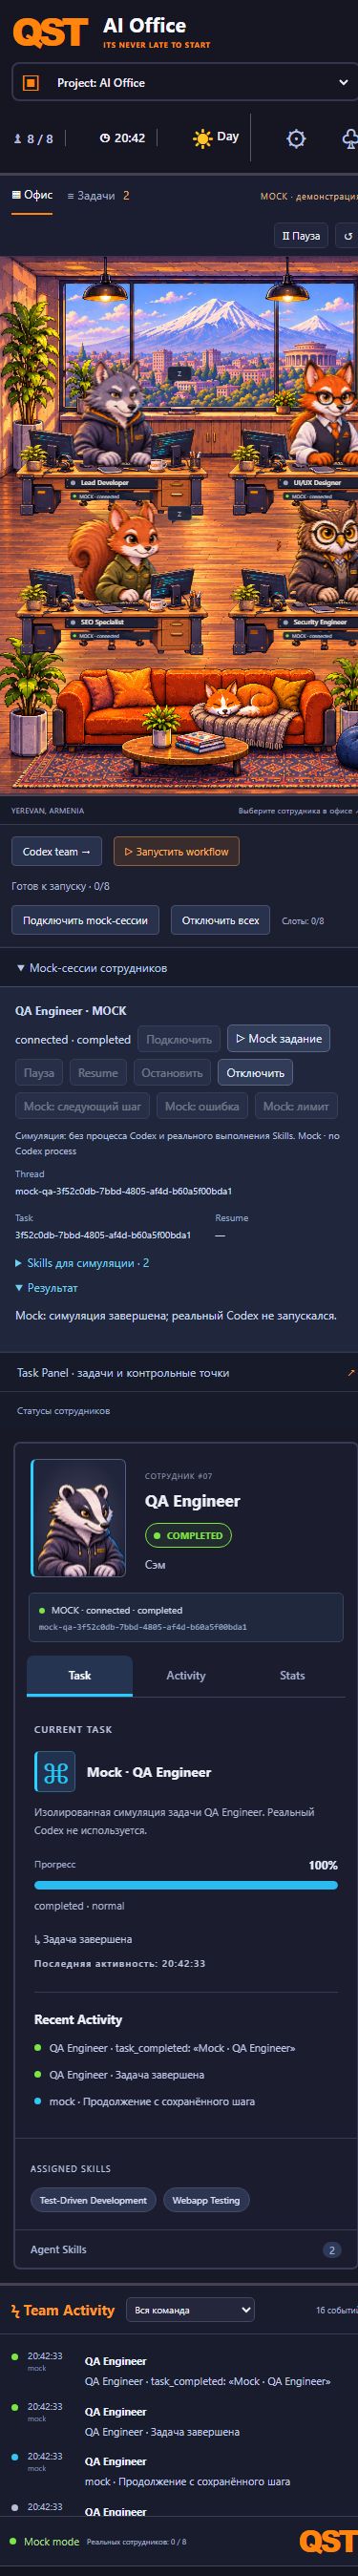 QST AI Office
ITS NEVER LATE TO START
Project: AI Office
8 / 8
20:42
Day
Офис
Задачи 2
MOCK · демонстрация
Пауза
z
Lead Developer
MOCK · connected
UI/UX Designer
MOCK · connected
z
SEO Specialist
MOCK · connected
Security Engineer
MOCK · connected
YEREVAN, ARMENIA
Выберите сотрудника в офисе
Codex team →
▷ Запустить workflow
Готов к запуску · 0/8
Подключить mock-сессии
Отключить всех
Слоты: 0/8
▼ Mock-сессии сотрудников
QA Engineer · MOCK
connected · completed
Подключить
▷ Mock задание
Пауза
Resume
Остановить
Отключить
Mock: следующий шаг
Mock: ошибка
Mock: лимит
Симуляция: без процесса Codex и реального выполнения Skills. Mock · no
Codex process
Thread
mock-qa-3f52c0db-7bbd-4805-af4d-b60a5f00bda1
Task
Resume
3f52c0db-7bbd-4805-af4d-b60a5f00bda1
—
▶ Skills для симуляции · 2
▼ Результат
Mock: симуляция завершена; реальный Codex не запускался.
Task Panel · задачи и контрольные точки ↗
Статусы сотрудников
СОТРУДНИК #07
QA Engineer
COMPLETED
Сэм
MOCK · connected · completed
mock-qa-3f52c0db-7bbd-4805-af4d-b60a5f00bda1
Task
Activity
Stats
CURRENT TASK
⌘ Mock · QA Engineer
Изолированная симуляция задачи QA Engineer. Реальный
Codex не используется.
Прогресс 100%
completed · normal
↳ Задача завершена
Последняя активность: 20:42:33
Recent Activity
QA Engineer · task_completed: «Mock · QA Engineer»
QA Engineer · Задача завершена
mock · Продолжение с сохранённого шага
ASSIGNED SKILLS
Test-Driven Development
Webapp Testing
Agent Skills 2
Team Activity
Вся команда
16 событий
20:42:33 QA Engineer
mock
QA Engineer · task_completed: «Mock · QA Engineer»
20:42:33 QA Engineer
mock
QA Engineer · Задача завершена
20:42:33 QA Engineer
mock
mock · Продолжение с сохранённого шага
20:42:33 QA Engineer
Mock mode
Реальных сотрудников: 0 / 8
QST